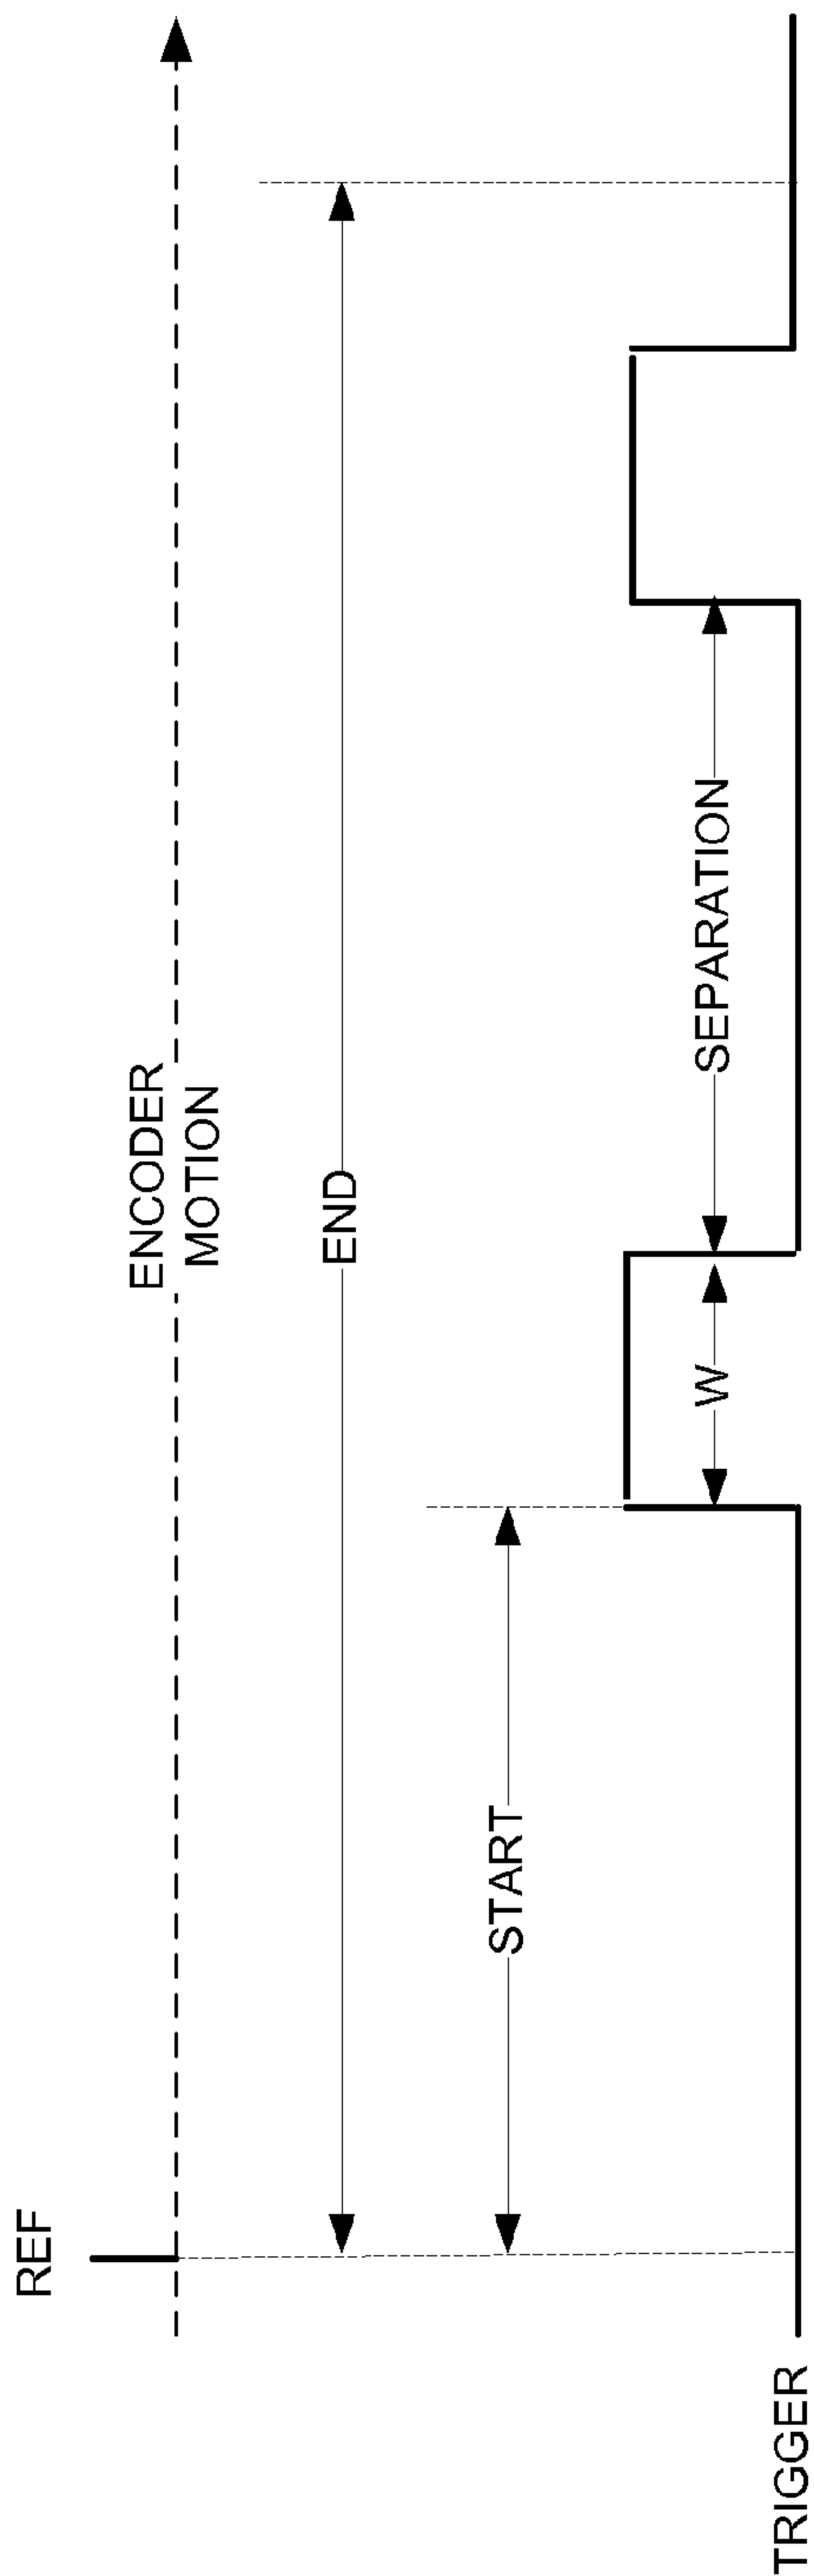 REF
ENCODER
MOTION
END
START
W
SEPARATION
TRIGGER